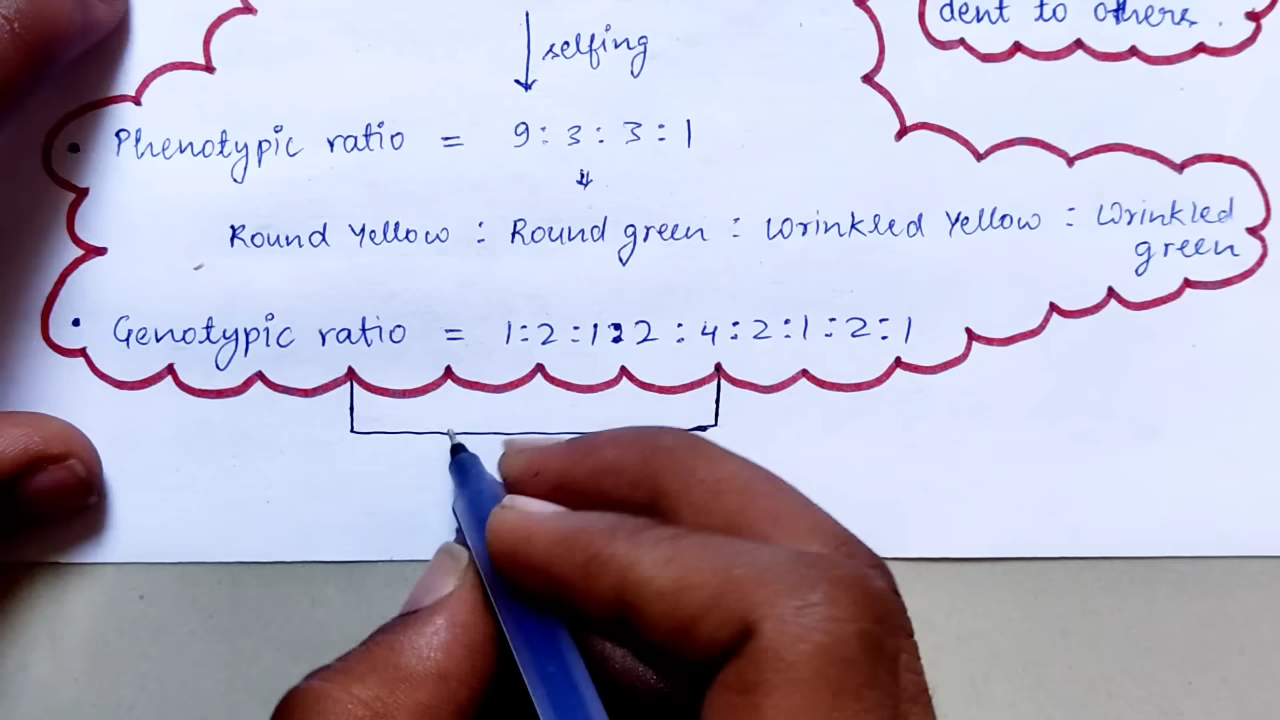 dent to others.
selfing
• Phenotypic ratio = 9 : 3 : 3 : 1
Round Yellow : Round green : Wrinkled Yellow : Wrinkled
green
• Genotypic ratio = 1 : 2 : 1 : 2 : 4 : 2 : 1 : 2 : 1